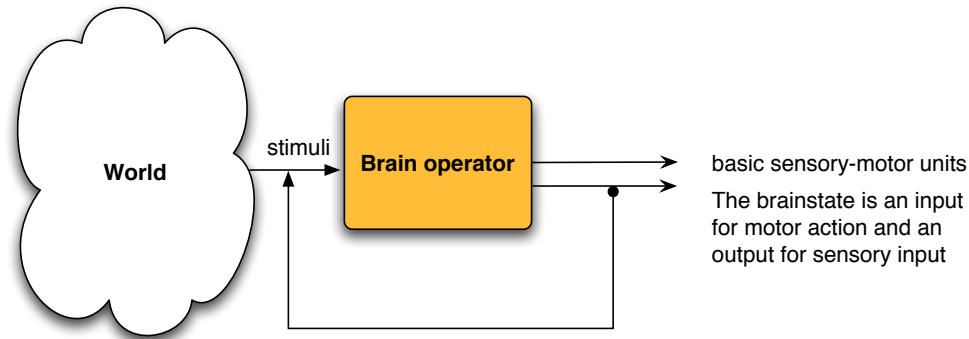 World
stimuli
Brain operator
basic sensory-motor units
The brainstate is an input
for motor action and an
output for sensory input